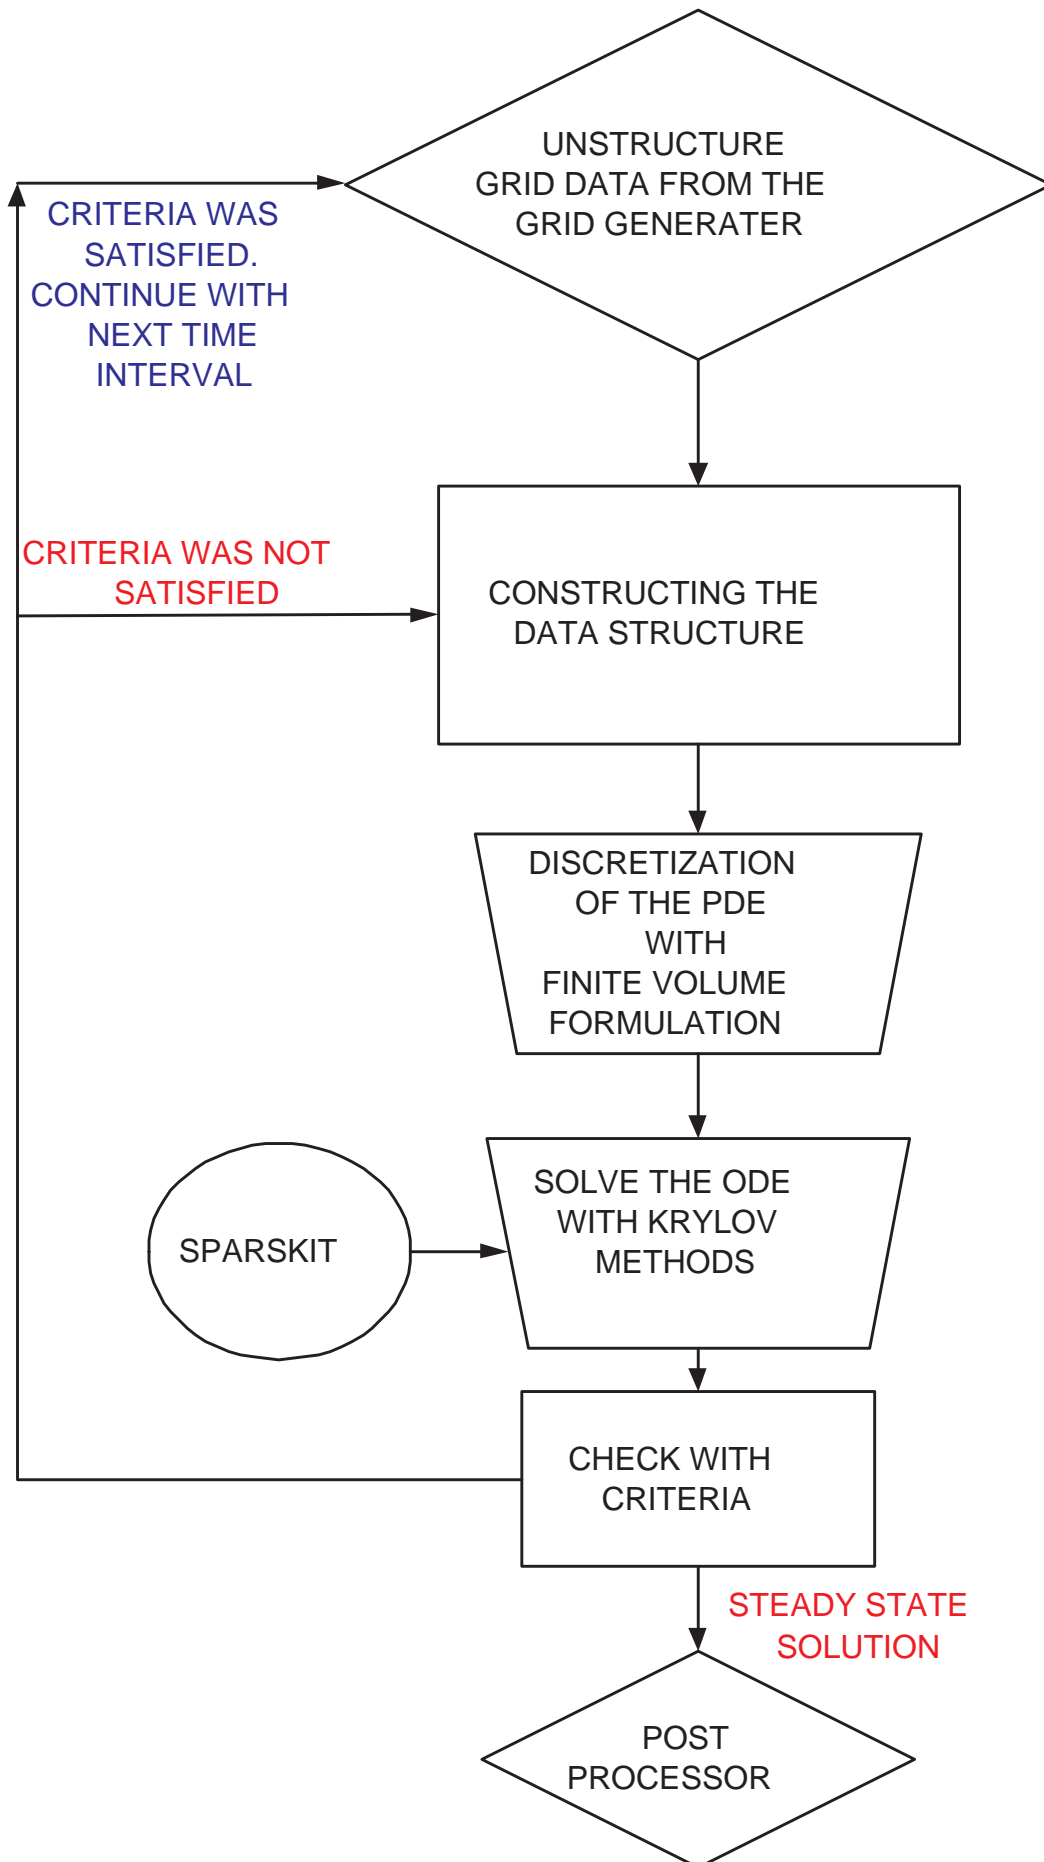 UNSTRUCTURE
GRID DATA FROM THE
GRID GENERATER
CRITERIA WAS
SATISFIED.
CONTINUE WITH
NEXT TIME
INTERVAL
CRITERIA WAS NOT
SATISFIED
CONSTRUCTING THE
DATA STRUCTURE
DISCRETIZATION
OF THE PDE
WITH
FINITE VOLUME
FORMULATION
SOLVE THE ODE
WITH KRYLOV
METHODS
SPARSKIT
CHECK WITH
CRITERIA
STEADY STATE
SOLUTION
POST
PROCESSOR